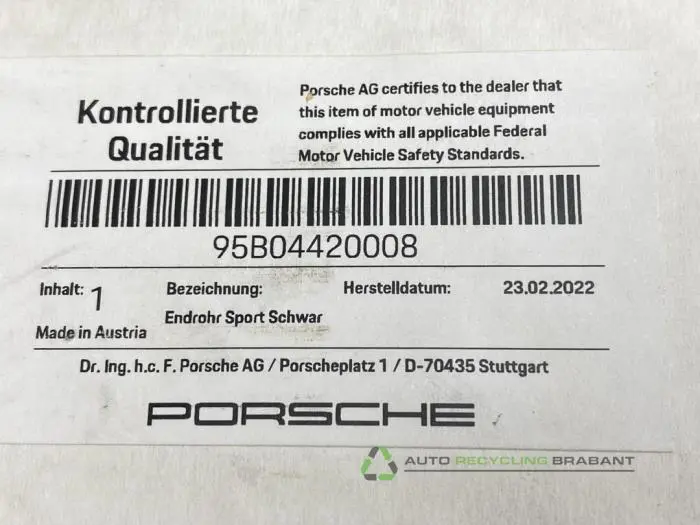 Kontrollierte
Qualität
Porsche AG certifies to the dealer that
this item of motor vehicle equipment
complies with all applicable Federal
Motor Vehicle Safety Standards.
95B04420008
Inhalt: 1
Bezeichnung:
Herstelldatum:
23.02.2022
Endrohr Sport Schwar
Made in Austria
Dr. Ing. h.c. F. Porsche AG / Porscheplatz 1 / D-70435 Stuttgart
PORSCHE
AUTO RECYCLING BRABANT